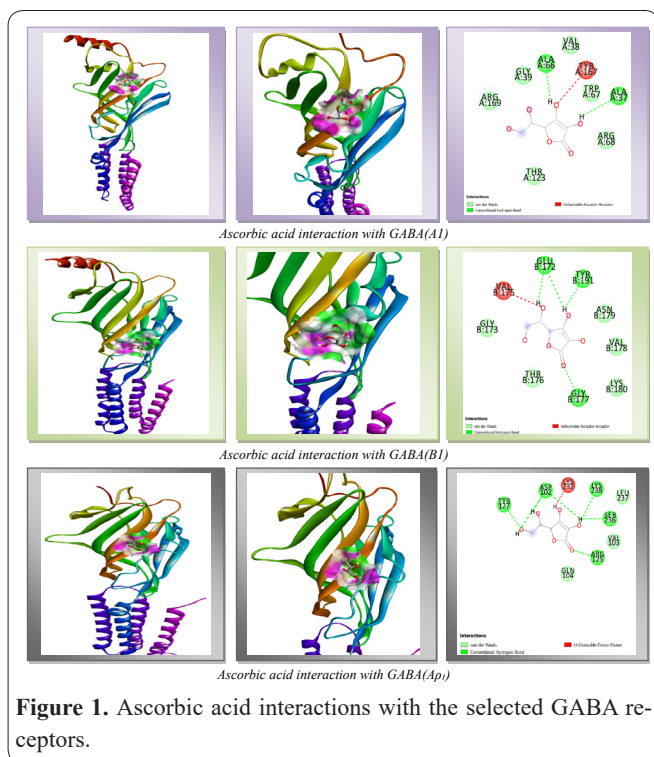 VAL
A:38
ALA
A:66
TYR
A:167
GLY
A:39
TRP
A:67
ALA
A:37
ARG
A:169
ARG
A:68
THR
A:123
Interactions
van der Waals
Conventional Hydrogen Bond
Unfavorable Acceptor-Acceptor
Ascorbic acid interaction with GABA(A1)
GLU
B:172
TYR
B:191
VAL
B:175
ASN
B:179
GLY
B:173
VAL
B:178
THR
B:176
LYS
B:180
GLY
B:177
Interactions
van der Waals
Conventional Hydrogen Bond
Unfavorable Acceptor-Acceptor
Ascorbic acid interaction with GABA(B1)
ASP
102
LYS
238
LEU
237
TYR
127
SER
236
VAL
103
ARG
125
GLN
104
Interactions
van der Waals
Conventional Hydrogen Bond
Unfavorable Donor-Donor
Ascorbic acid interaction with GABA(Aρ₁)
Figure 1. Ascorbic acid interactions with the selected GABA re-
ceptors.